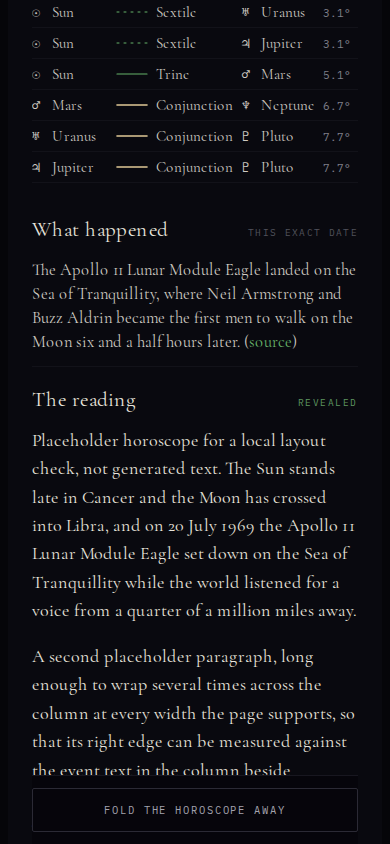 ☉ Sun Sextile ♅ Uranus 3.1°
☉ Sun Sextile ♃ Jupiter 3.1°
☉ Sun Trine ♂ Mars 5.1°
♂ Mars Conjunction ♆ Neptune 6.7°
♅ Uranus Conjunction ♇ Pluto 7.7°
♃ Jupiter Conjunction ♇ Pluto 7.7°
What happened THIS EXACT DATE
The Apollo 11 Lunar Module Eagle landed on the
Sea of Tranquillity, where Neil Armstrong and
Buzz Aldrin became the first men to walk on the
Moon six and a half hours later. (source)
The reading REVEALED
Placeholder horoscope for a local layout
check, not generated text. The Sun stands
late in Cancer and the Moon has crossed
into Libra, and on 20 July 1969 the Apollo 11
Lunar Module Eagle set down on the Sea of
Tranquility while the world listened for a
voice from a quarter of a million miles away.
A second placeholder paragraph, long
enough to wrap several times across the
column at every width the page supports, so
that its right edge can be measured against
the event text in the column beside
FOLD THE HOROSCOPE AWAY